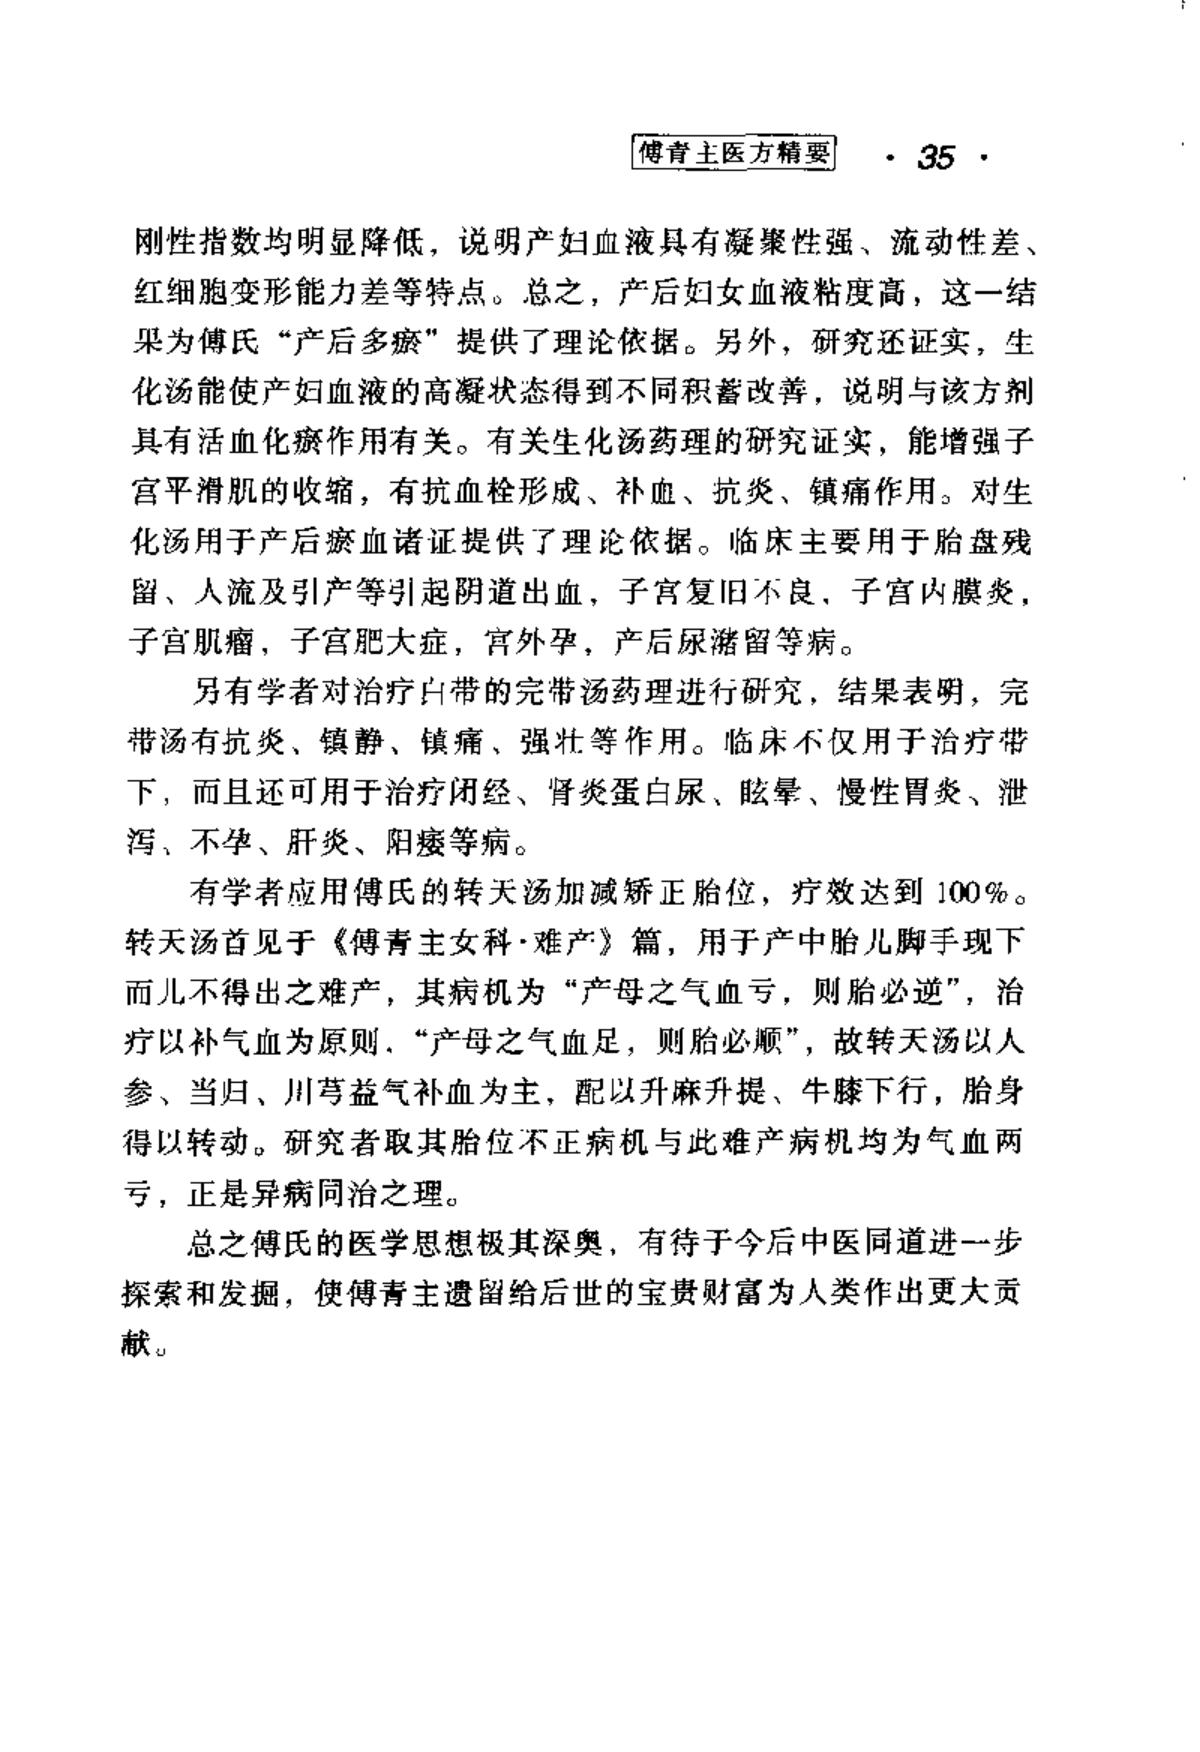 傅青主医方精要 · 35 ·
刚性指数均明显降低，说明产妇血液具有凝聚性强、流动性差、
红细胞变形能力差等特点。总之，产后妇女血液粘度高，这一结
果为傅氏“产后多瘀”提供了理论依据。另外，研究还证实，生
化汤能使产妇血液的高凝状态得到不同积蓄改善，说明与该方剂
具有活血化瘀作用有关。有关生化汤药理的研究证实，能增强子
宫平滑肌的收缩，有抗血栓形成、补血、抗炎、镇痛作用。对生
化汤用于产后瘀血诸证提供了理论依据。临床主要用于胎盘残
留、人流及引产等引起阴道出血，子宫复旧不良，子宫内膜炎，
子宫肌瘤，子宫肥大症，宫外孕，产后尿潴留等病。
另有学者对治疗白带的完带汤药理进行研究，结果表明，完
带汤有抗炎、镇静、镇痛、强壮等作用。临床不仅用于治疗带
下，而且还可用于治疗闭经、肾炎蛋白尿、眩晕、慢性胃炎、泄
泻、不孕、肝炎、阳痿等病。
有学者应用傅氏的转天汤加减矫正胎位，疗效达到 100%。
转天汤首见于《傅青主女科·难产》篇，用于产中胎儿脚手现下
而儿不得出之难产，其病机为“产母之气血亏，则胎必逆”，治
疗以补气血为原则．“产母之气血足，则胎必顺”，故转天汤以人
参、当归、川芎益气补血为主，配以升麻升提、牛膝下行，胎身
得以转动。研究者取其胎位不正病机与此难产病机均为气血两
亏，正是异病同治之理。
总之傅氏的医学思想极其深奥，有待于今后中医同道进一步
探索和发掘，使傅青主遗留给后世的宝贵财富为人类作出更大贡
献。